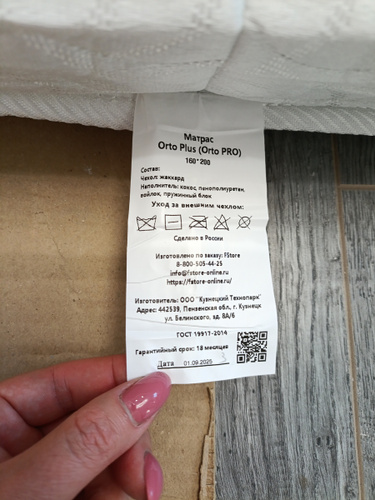 Матрас
Orto Plus (Orto PRO)
160*200
Состав:
Чехол: жаккард
Наполнитель: кокос, пенополиуретан,
войлок, пружинный блок
Уход за внешним чехлом:
Сделано в России
Изготовлено по заказу: FStore
8-800-505-44-25
info@fstore-online.ru
https://fstore-online.ru/
Изготовитель: ООО "Кузнецкий Технопарк"
Адрес: 442539, Пензенская обл., г. Кузнецк
ул. Белинского, зд. 8А/6
ГОСТ 19917-2014
Гарантийный срок: 18 месяцев
Дата 01.09.2025